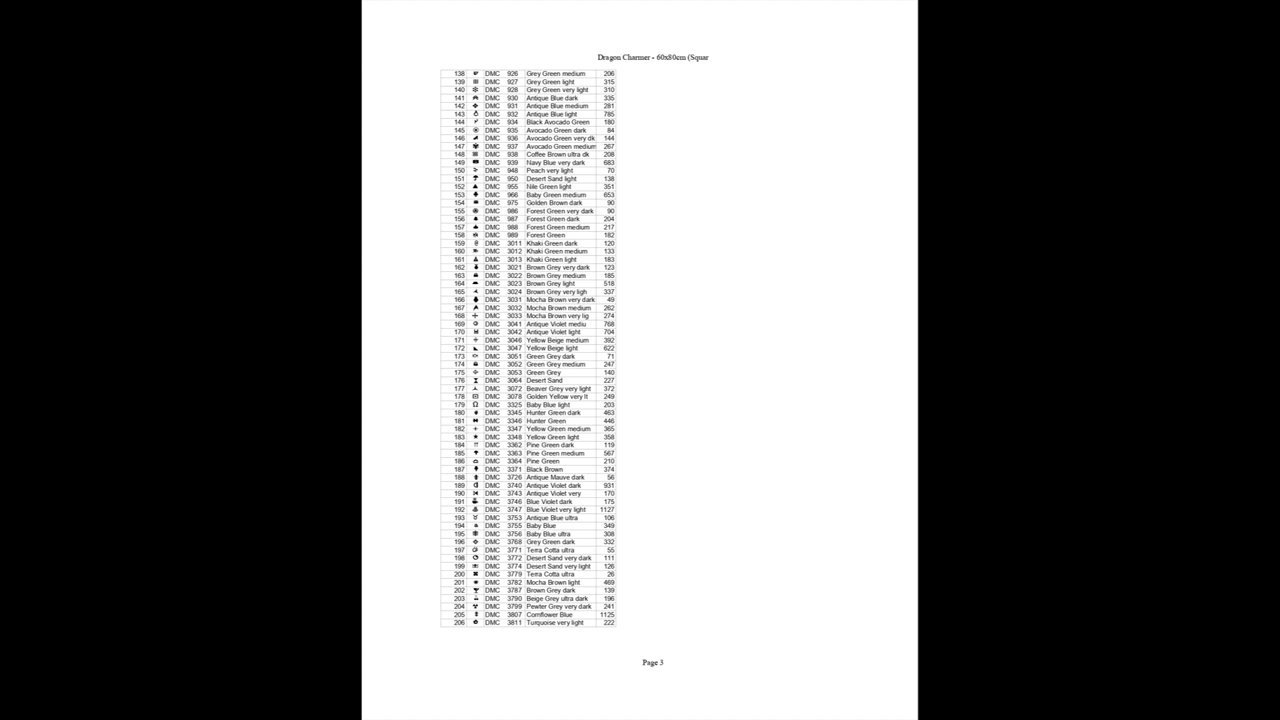 Dragon Charmer - 60x80cm (Squar
138 DMC 926 Grey Green medium 206
139 DMC 927 Grey Green light 315
140 DMC 928 Grey Green very light 310
141 DMC 930 Antique Blue dark 335
142 DMC 931 Antique Blue medium 281
143 DMC 932 Antique Blue light 785
144 DMC 934 Black Avocado Green 180
145 DMC 935 Avocado Green dark 84
146 DMC 936 Avocado Green very dk 144
147 DMC 937 Avocado Green medium 267
148 DMC 938 Coffee Brown ultra dk 208
149 DMC 939 Navy Blue very dark 683
150 DMC 948 Peach very light 70
151 DMC 950 Desert Sand light 138
152 DMC 955 Nile Green light 351
153 DMC 966 Baby Green medium 653
154 DMC 975 Golden Brown dark 90
155 DMC 986 Forest Green very dark 90
156 DMC 987 Forest Green dark 204
157 DMC 988 Forest Green medium 217
158 DMC 989 Forest Green 182
159 DMC 3011 Khaki Green dark 120
160 DMC 3012 Khaki Green medium 133
161 DMC 3013 Khaki Green light 183
162 DMC 3021 Brown Grey very dark 123
163 DMC 3022 Brown Grey medium 185
164 DMC 3023 Brown Grey light 518
165 DMC 3024 Brown Grey very ligh 337
166 DMC 3031 Mocha Brown very dark 49
167 DMC 3032 Mocha Brown medium 262
168 DMC 3033 Mocha Brown very lig 274
169 DMC 3041 Antique Violet mediu 768
170 DMC 3042 Antique Violet light 704
171 DMC 3046 Yellow Beige medium 392
172 DMC 3047 Yellow Beige light 622
173 DMC 3051 Green Grey dark 71
174 DMC 3052 Green Grey medium 247
175 DMC 3053 Green Grey 140
176 DMC 3064 Desert Sand 227
177 DMC 3072 Beaver Grey very light 372
178 DMC 3078 Golden Yellow very lt 249
179 DMC 3325 Baby Blue light 203
180 DMC 3345 Hunter Green dark 463
181 DMC 3346 Hunter Green 446
182 DMC 3347 Yellow Green medium 365
183 DMC 3348 Yellow Green light 358
184 DMC 3362 Pine Green dark 119
185 DMC 3363 Pine Green medium 567
186 DMC 3364 Pine Green 210
187 DMC 3371 Black Brown 374
188 DMC 3726 Antique Mauve dark 56
189 DMC 3740 Antique Violet dark 931
190 DMC 3743 Antique Violet very 170
191 DMC 3746 Blue Violet dark 175
192 DMC 3747 Blue Violet very light 1127
193 DMC 3753 Antique Blue ultra 106
194 DMC 3755 Baby Blue 349
195 DMC 3756 Baby Blue ultra 308
196 DMC 3768 Grey Green dark 332
197 DMC 3771 Terra Cotta ultra 55
198 DMC 3772 Desert Sand very dark 111
199 DMC 3774 Desert Sand very light 126
200 DMC 3779 Terra Cotta ultra 26
201 DMC 3782 Mocha Brown light 469
202 DMC 3787 Brown Grey dark 139
203 DMC 3790 Beige Grey ultra dark 196
204 DMC 3799 Pewter Grey very dark 241
205 DMC 3807 Cornflower Blue 1125
206 DMC 3811 Turquoise very light 222
Page 3